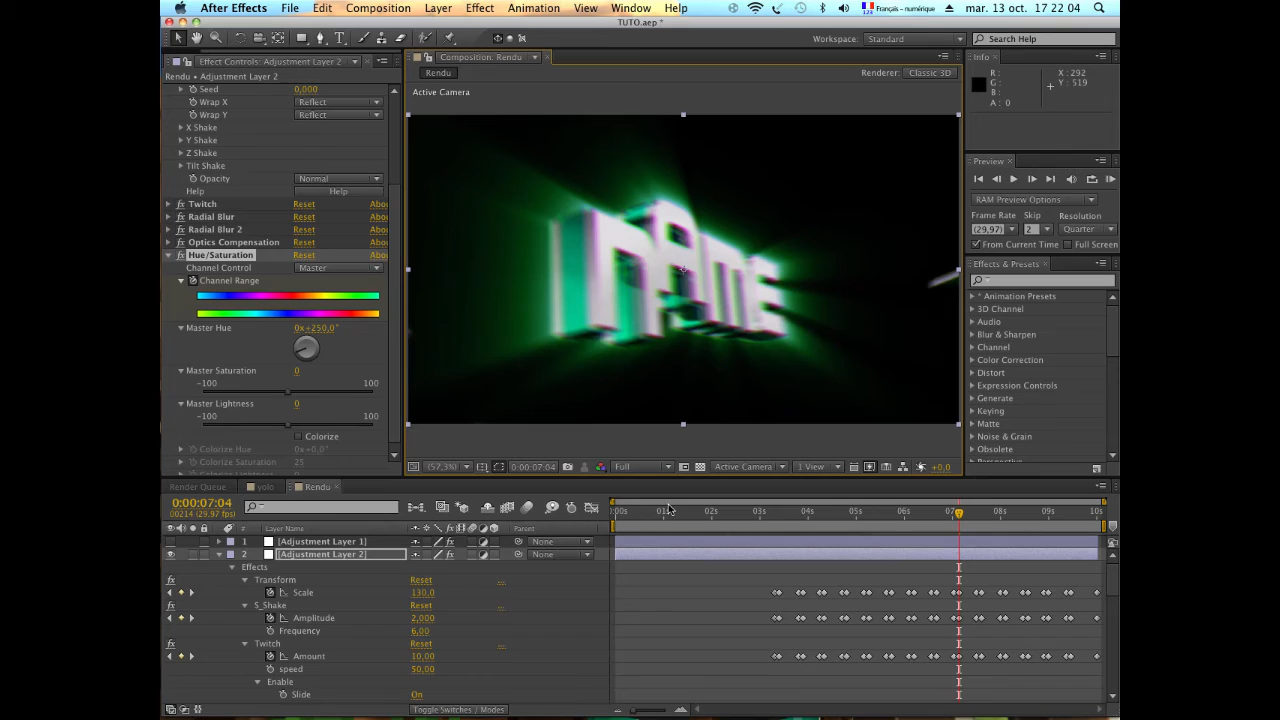 After Effects File Edit Composition Layer Effect Animation View Window Help Français - numérique mar. 13 oct. 17 22 04
TUTO.aep *
Workspace: Standard Search Help
Effect Controls: Adjustment Layer 2
Composition: Rendu
Info
Rendu • Adjustment Layer 2
Rendu
Renderer: Classic 3D
R: X: 292
G: Y: 519
B:
A: 0
Active Camera
Seed 0,000
Wrap X Reflect
Wrap Y Reflect
X Shake
Y Shake
Z Shake
Tilt Shake
Opacity Normal
Help Help
Twitch Reset Abou
Radial Blur Reset Abou
Radial Blur 2 Reset Abou
Optics Compensation Reset Abou
Hue/Saturation Reset Abou
Channel Control Master
Channel Range
Master Hue 0x+250,0°
Master Saturation 0
-100 100
Master Lightness 0
-100 100
Colorize
Colorize Hue 0x+0,0°
Colorize Saturation 25
NAME
Preview
RAM Preview Options
Frame Rate Skip Resolution
(29,97) 2 Quarter
From Current Time Full Screen
Effects & Presets
* Animation Presets
3D Channel
Audio
Blur & Sharpen
Channel
Color Correction
Distort
Expression Controls
Generate
Keying
Matte
Noise & Grain
Obsolete
(57,3%) 0:00:07:04 Full Active Camera 1 View +0,0
Render Queue yolo Rendu
0:00:07:04
00214 (29.97 fps)
:00s 01s 02s 03s 04s 05s 06s 07s 08s 09s 10s
Layer Name Parent
1 [Adjustment Layer 1] None
2 [Adjustment Layer 2] None
Effects
Transform Reset ...
Scale 130,0
S_Shake Reset ...
Amplitude 2,000
Frequency 6,00
Twitch Reset ...
Amount 10,00
speed 50,00
Enable
Slide On
Toggle Switches / Modes